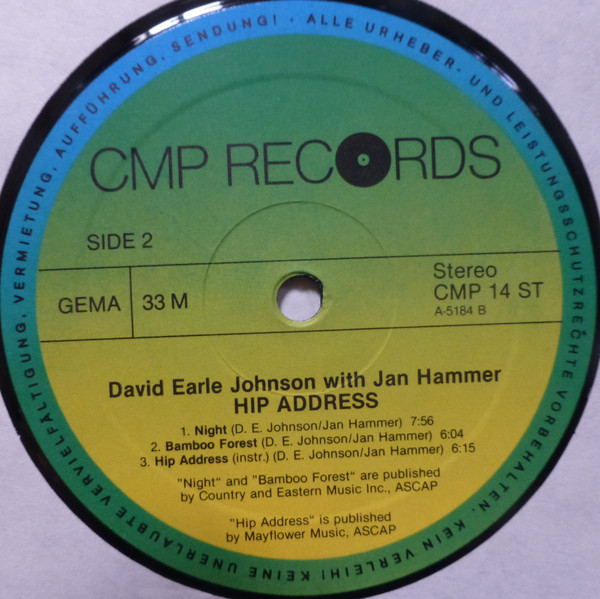 ALLE URHEBER- UND LEISTUNGSSCHUTZRECHTE VORBEHALTEN. KEIN VERLEIH! KEINE UNERLAUBTE VERVIELFÄLTIGUNG, VERMIETUNG, AUFFÜHRUNG, SENDUNG! ·
CMP RECORDS
SIDE 2
GEMA
33 M
Stereo
CMP 14 ST
A-5184 B
David Earle Johnson with Jan Hammer
HIP ADDRESS
1. Night (D. E. Johnson/Jan Hammer) 7:56
2. Bamboo Forest (D. E. Johnson/Jan Hammer) 6:04
3. Hip Address (instr.) (D. E. Johnson/Jan Hammer) 6:15
"Night“ and "Bamboo Forest“ are published
by Country and Eastern Music Inc., ASCAP
"Hip Address“ is published
by Mayflower Music, ASCAP